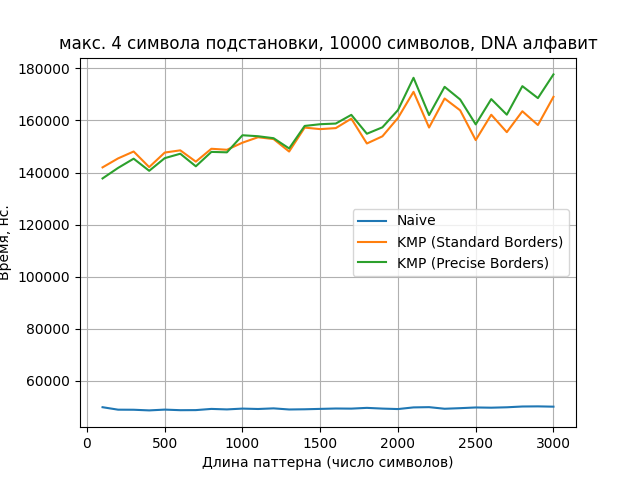 макс. 4 символа подстановки, 10000 символов, DNA алфавит
180000
160000
140000
120000
100000
80000
60000
Время, нс.
Naive
KMP (Standard Borders)
KMP (Precise Borders)
0 500 1000 1500 2000 2500 3000
Длина паттерна (число символов)